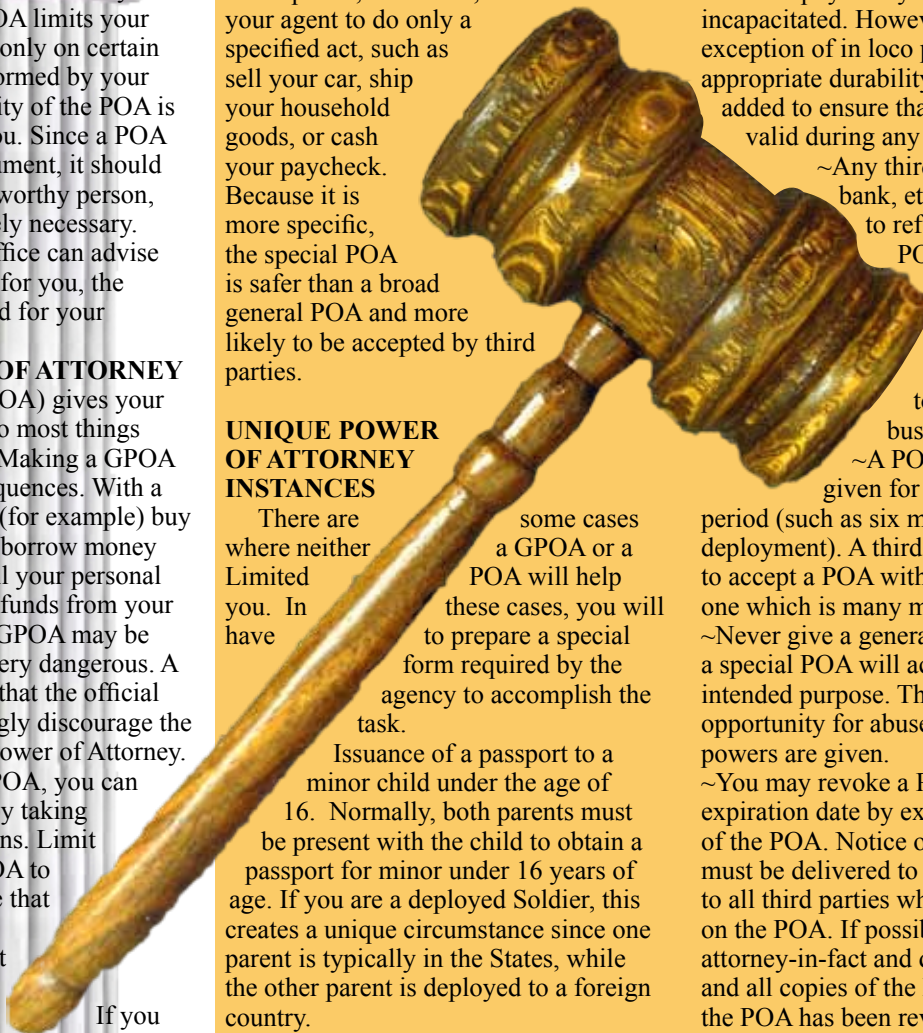 OA limits your
only on certain
ormed by your
ity of the POA is
ou. Since a POA
ument, it should
worthy person,
ely necessary.
ffice can advise
for you, the
d for your
OF ATTORNEY
OA) gives your
o most things
Making a GPOA
quences. With a
(for example) buy
borrow money
l your personal
funds from your
GPOA may be
ery dangerous. A
that the official
gly discourage the
ower of Attorney.
POA, you can
y taking
ns. Limit
OA to
e that
t
If you
your agent to do only a
specified act, such as
sell your car, ship
your household
goods, or cash
your paycheck.
Because it is
more specific,
the special POA
is safer than a broad
general POA and more
likely to be accepted by third
parties.
UNIQUE POWER
OF ATTORNEY
INSTANCES
There are some cases
where neither a GPOA or a
Limited POA will help
you. In these cases, you will
have to prepare a special
form required by the
agency to accomplish the
task.
Issuance of a passport to a
minor child under the age of
16. Normally, both parents must
be present with the child to obtain a
passport for minor under 16 years of
age. If you are a deployed Soldier, this
creates a unique circumstance since one
parent is typically in the States, while
the other parent is deployed to a foreign
country.
incapacitated. Howev
exception of in loco p
appropriate durability
added to ensure tha
valid during any
~Any third
bank, et
to ref
PO
to
bus
~A PO
given for
period (such as six m
deployment). A third
to accept a POA with
one which is many m
~Never give a genera
a special POA will ac
intended purpose. Th
opportunity for abuse
powers are given.
~You may revoke a P
expiration date by ex
of the POA. Notice o
must be delivered to
to all third parties wh
on the POA. If possib
attorney-in-fact and d
and all copies of the
the POA has been rev